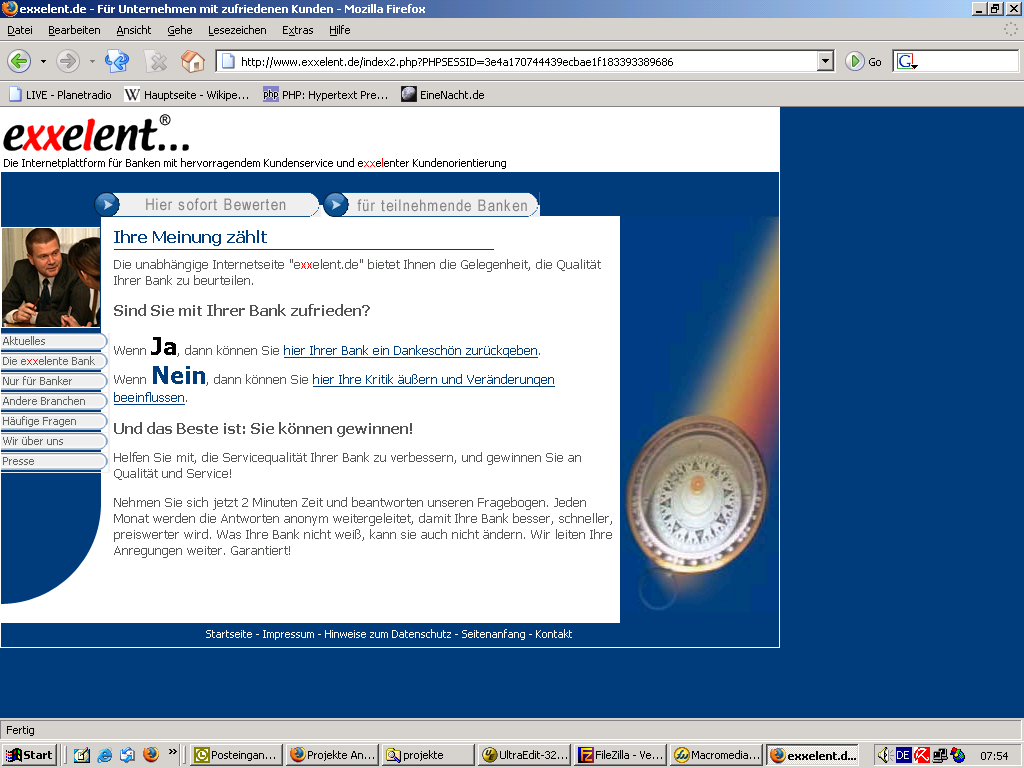 exxelent.de - Für Unternehmen mit zufriedenen Kunden - Mozilla Firefox
Datei Bearbeiten Ansicht Gehe Lesezeichen Extras Hilfe
http://www.exxelent.de/index2.php?PHPSESSID=3e4a170744439ecbae1f183393389686 Go G
LIVE - Planetradio W Hauptseite - Wikipe... php PHP: Hypertext Pre... EineNacht.de
exxelent...®
Die Internetplattform für Banken mit hervorragendem Kundenservice und exxelenter Kundenorientierung
Hier sofort Bewerten für teilnehmende Banken
Ihre Meinung zählt
Die unabhängige Internetseite "exxelent.de" bietet Ihnen die Gelegenheit, die Qualität
Ihrer Bank zu beurteilen.
Sind Sie mit Ihrer Bank zufrieden?
Wenn Ja, dann können Sie hier Ihrer Bank ein Dankeschön zurückgeben.
Wenn Nein, dann können Sie hier Ihre Kritik äußern und Veränderungen
beeinflussen.
Und das Beste ist: Sie können gewinnen!
Helfen Sie mit, die Servicequalität Ihrer Bank zu verbessern, und gewinnen Sie an
Qualität und Service!
Nehmen Sie sich jetzt 2 Minuten Zeit und beantworten unseren Fragebogen. Jeden
Monat werden die Antworten anonym weitergeleitet, damit Ihre Bank besser, schneller,
preiswerter wird. Was Ihre Bank nicht weiß, kann sie auch nicht ändern. Wir leiten Ihre
Anregungen weiter. Garantiert!
Aktuelles
Die exxelente Bank
Nur für Banker
Andere Branchen
Häufige Fragen
Wir über uns
Presse
Startseite - Impressum - Hinweise zum Datenschutz - Seitenanfang - Kontakt
Fertig
Start » Posteingan... Projekte An... projekte UltraEdit-32... FileZilla - Ve... Macromedia... exxelent.d... DE 07:54